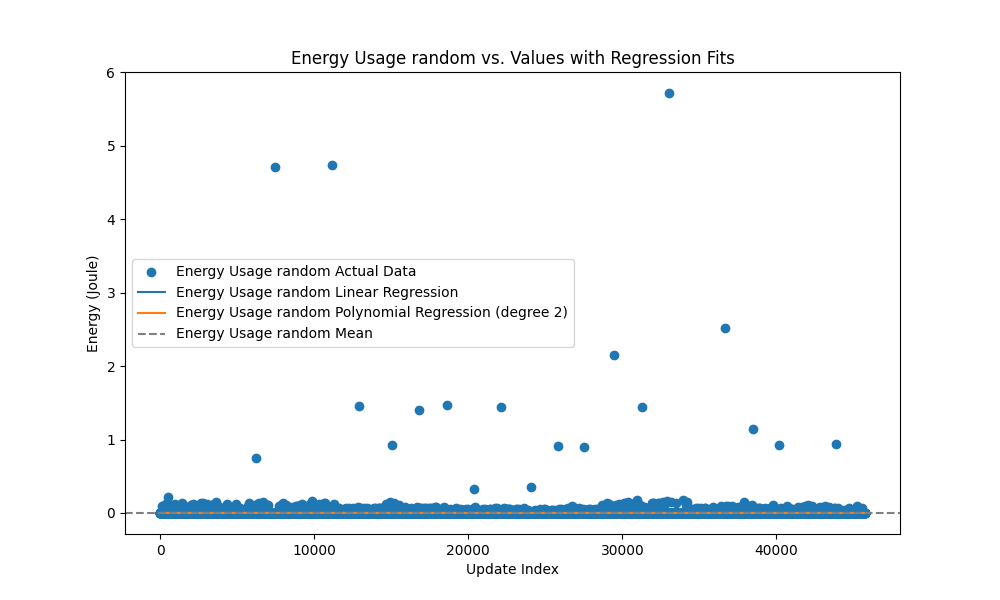 Energy Usage random vs. Values with Regression Fits
6
5
4
3
2
1
0
Energy (Joule)
Energy Usage random Actual Data
Energy Usage random Linear Regression
Energy Usage random Polynomial Regression (degree 2)
Energy Usage random Mean
0 10000 20000 30000 40000
Update Index